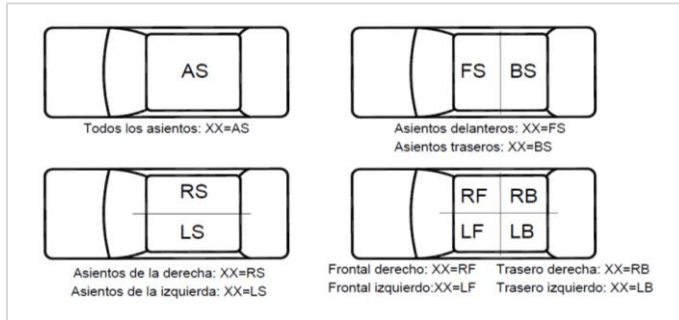 AS
Todos los asientos: XX=AS
FS BS
Asientos delanteros: XX=FS
Asientos traseros: XX=BS
RS
LS
Asientos de la derecha: XX=RS
Asientos de la izquierda: XX=LS
RF RB
LF LB
Frontal derecho: XX=RF Trasero derecha: XX=RB
Frontal izquierdo:XX=LF Trasero izquierdo: XX=LB